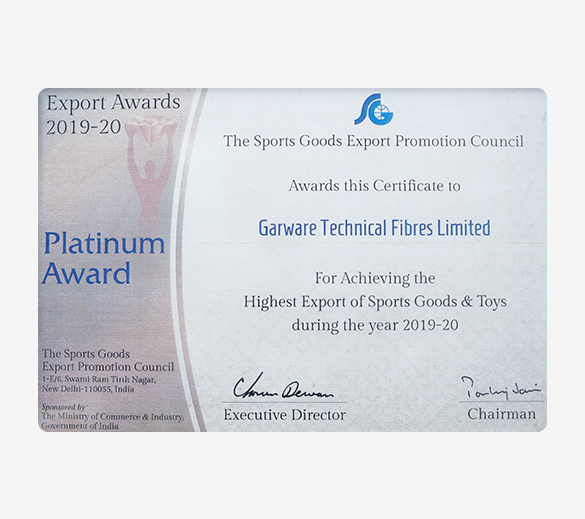 Export Awards
2019-20
Platinum
Award
The Sports Goods
Export Promotion Council
1-E/6, Swami Ram Tirth Nagar,
New Delhi-110055, India
Sponsored by
The Ministry of Commerce & Industry,
Government of India
The Sports Goods Export Promotion Council
Awards this Certificate to
Garware Technical Fibres Limited
For Achieving the
Highest Export of Sports Goods & Toys
during the year 2019-20
Executive Director
Chairman